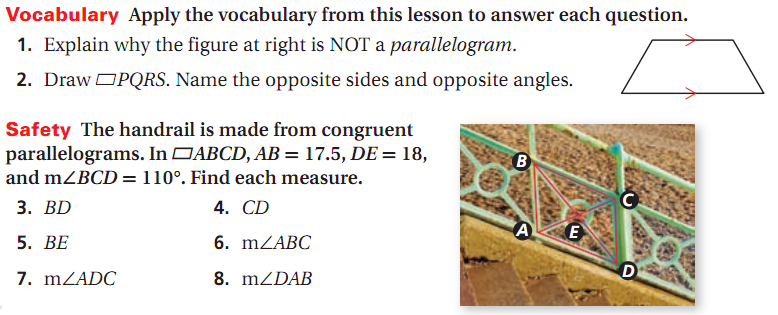 Vocabulary Apply the vocabulary from this lesson to answer each question.
1. Explain why the figure at right is NOT a parallelogram.
2. Draw ▱PQRS. Name the opposite sides and opposite angles.
Safety The handrail is made from congruent
parallelograms. In ▱ABCD, AB = 17.5, DE = 18,
and m∠BCD = 110°. Find each measure.
3. BD 4. CD
5. BE 6. m∠ABC
7. m∠ADC 8. m∠DAB
B
C
A E
D